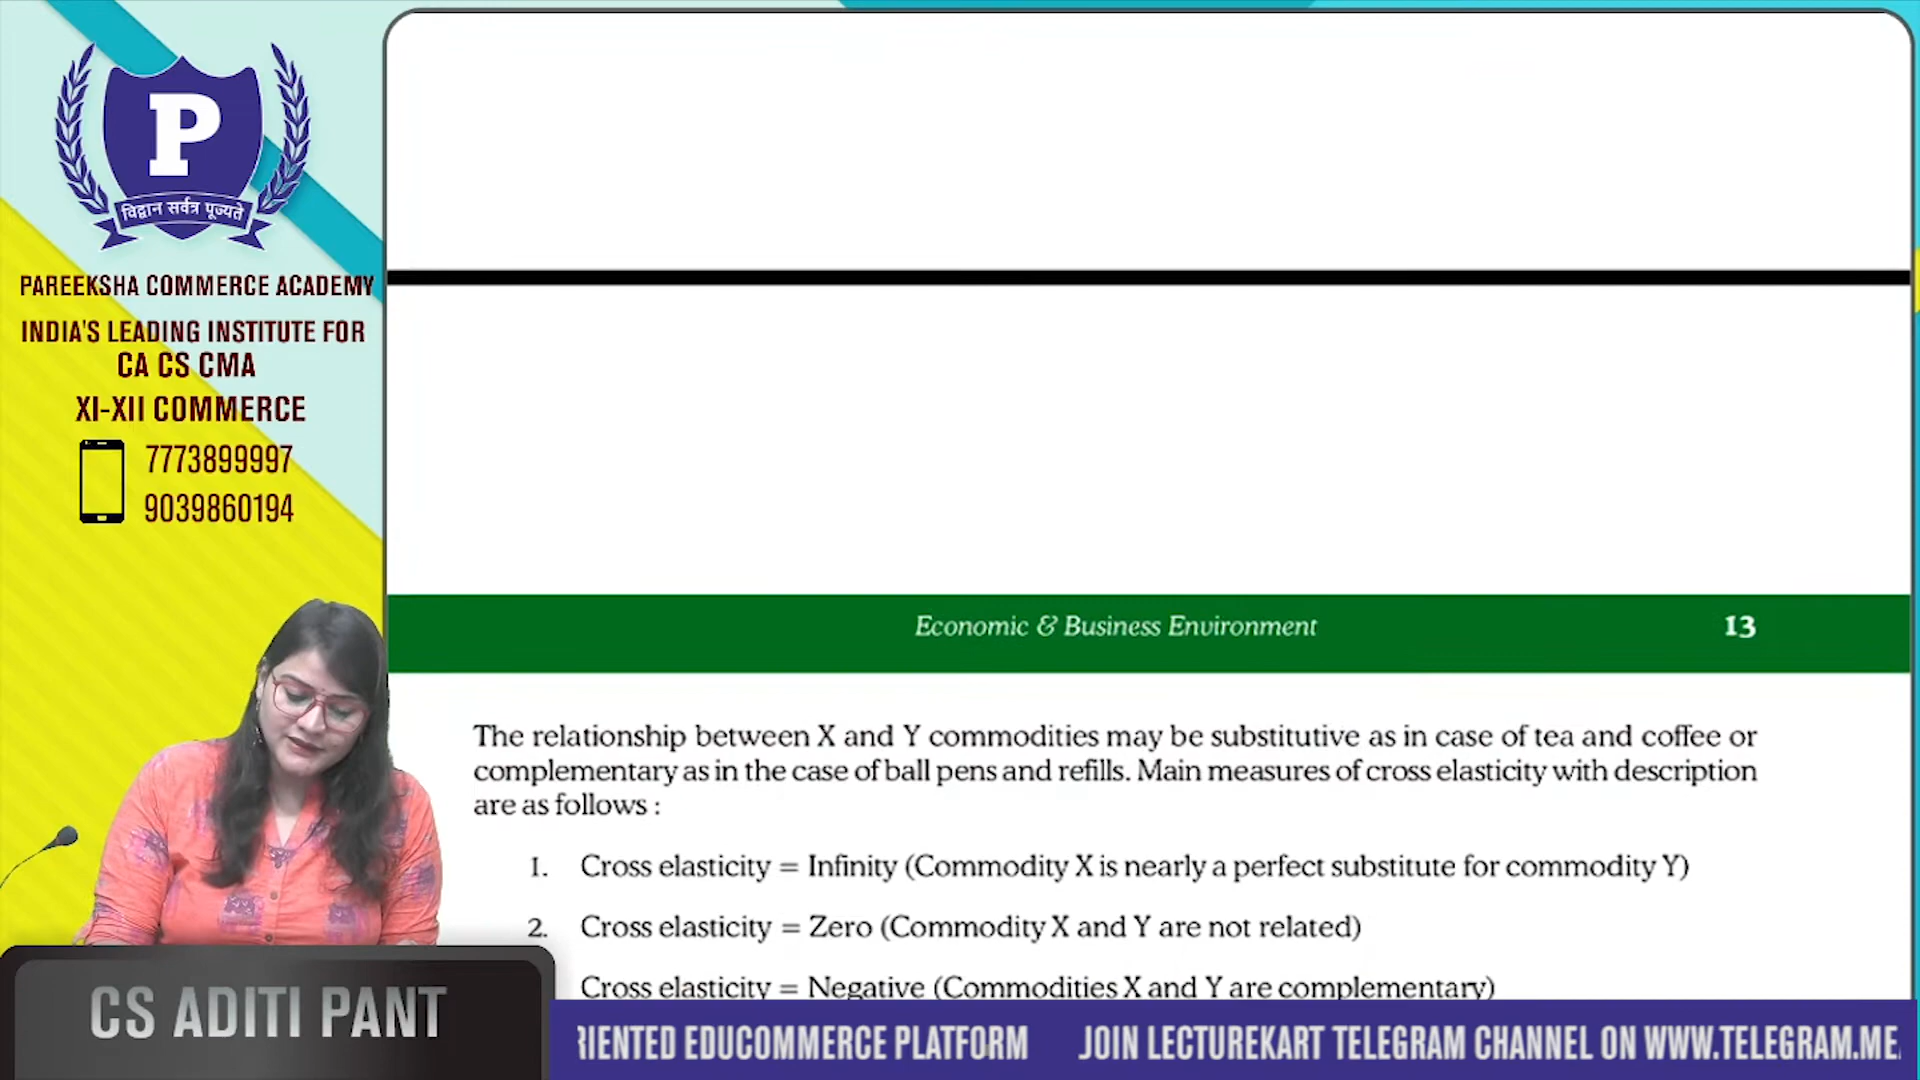 P
विद्वान सर्वत्र पूज्यते
PAREEKSHA COMMERCE ACADEMY
INDIA'S LEADING INSTITUTE FOR
CA CS CMA
XI-XII COMMERCE
7773899997
9039860194
Economic & Business Environment 13
The relationship between X and Y commodities may be substitutive as in case of tea and coffee or
complementary as in the case of ball pens and refills. Main measures of cross elasticity with description
are as follows :
1. Cross elasticity = Infinity (Commodity X is nearly a perfect substitute for commodity Y)
2. Cross elasticity = Zero (Commodity X and Y are not related)
Cross elasticity = Negative (Commodities X and Y are complementary)
CS ADITI PANT
RIENTED EDUCOMMERCE PLATFORM JOIN LECTUREKART TELEGRAM CHANNEL ON WWW.TELEGRAM.ME